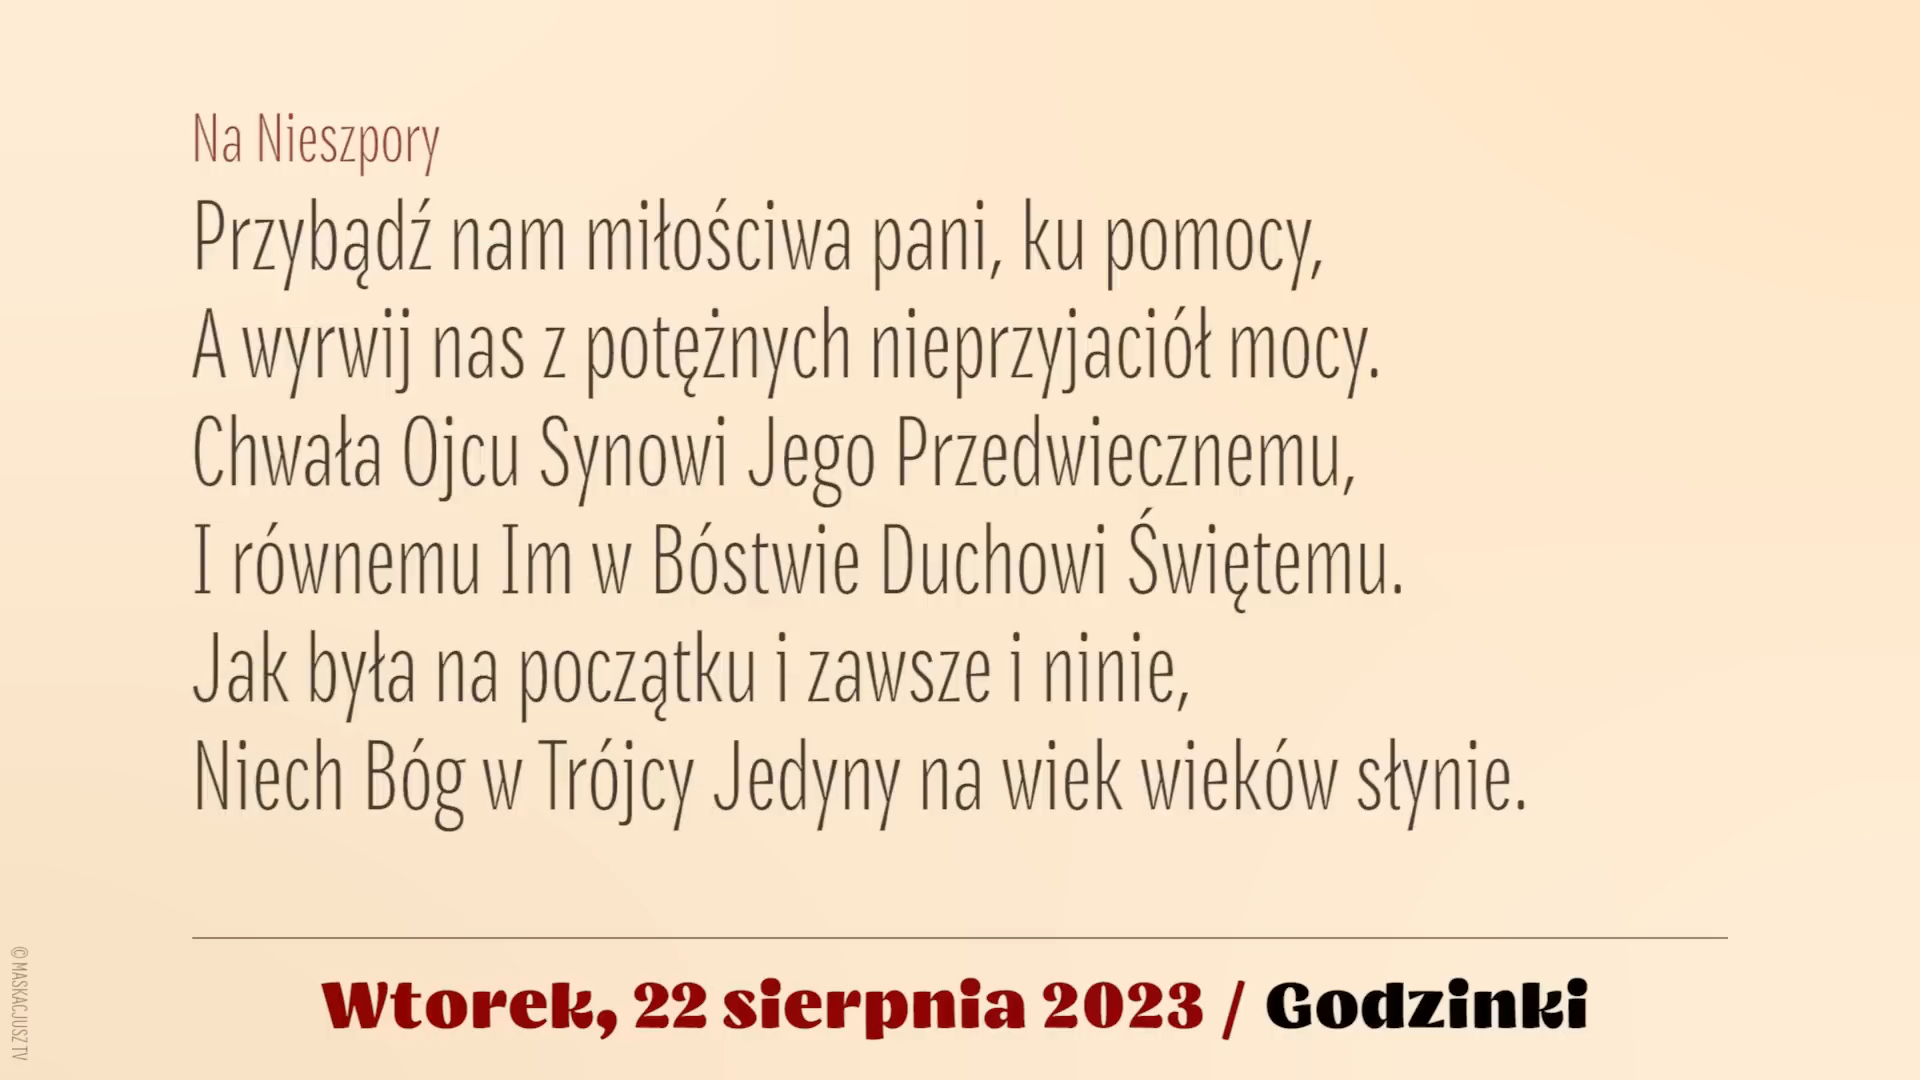 Na Nieszpory
Przybądź nam miłościwa pani, ku pomocy,
A wyrwij nas z potężnych nieprzyjaciół mocy.
Chwała Ojcu Synowi Jego Przedwiecznemu,
I równemu Im w Bóstwie Duchowi Świętemu.
Jak była na początku i zawsze i ninie,
Niech Bóg w Trójcy Jedyny na wiek wieków słynie.
Wtorek, 22 sierpnia 2023 / Godzinki
© MASKACJUSZ TV